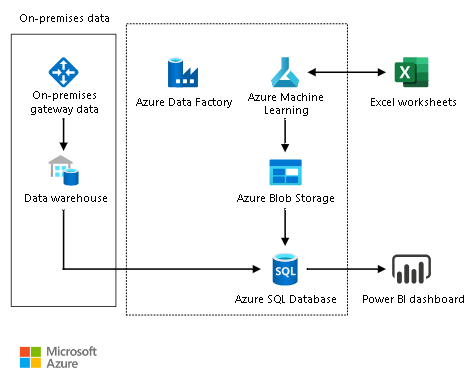 On-premises data
On-premises
gateway data
Azure Data Factory
Azure Machine
Learning
Excel worksheets
X
Data warehouse
Azure Blob Storage
SQL
Azure SQL Database
Power BI dashboard
Microsoft
Azure